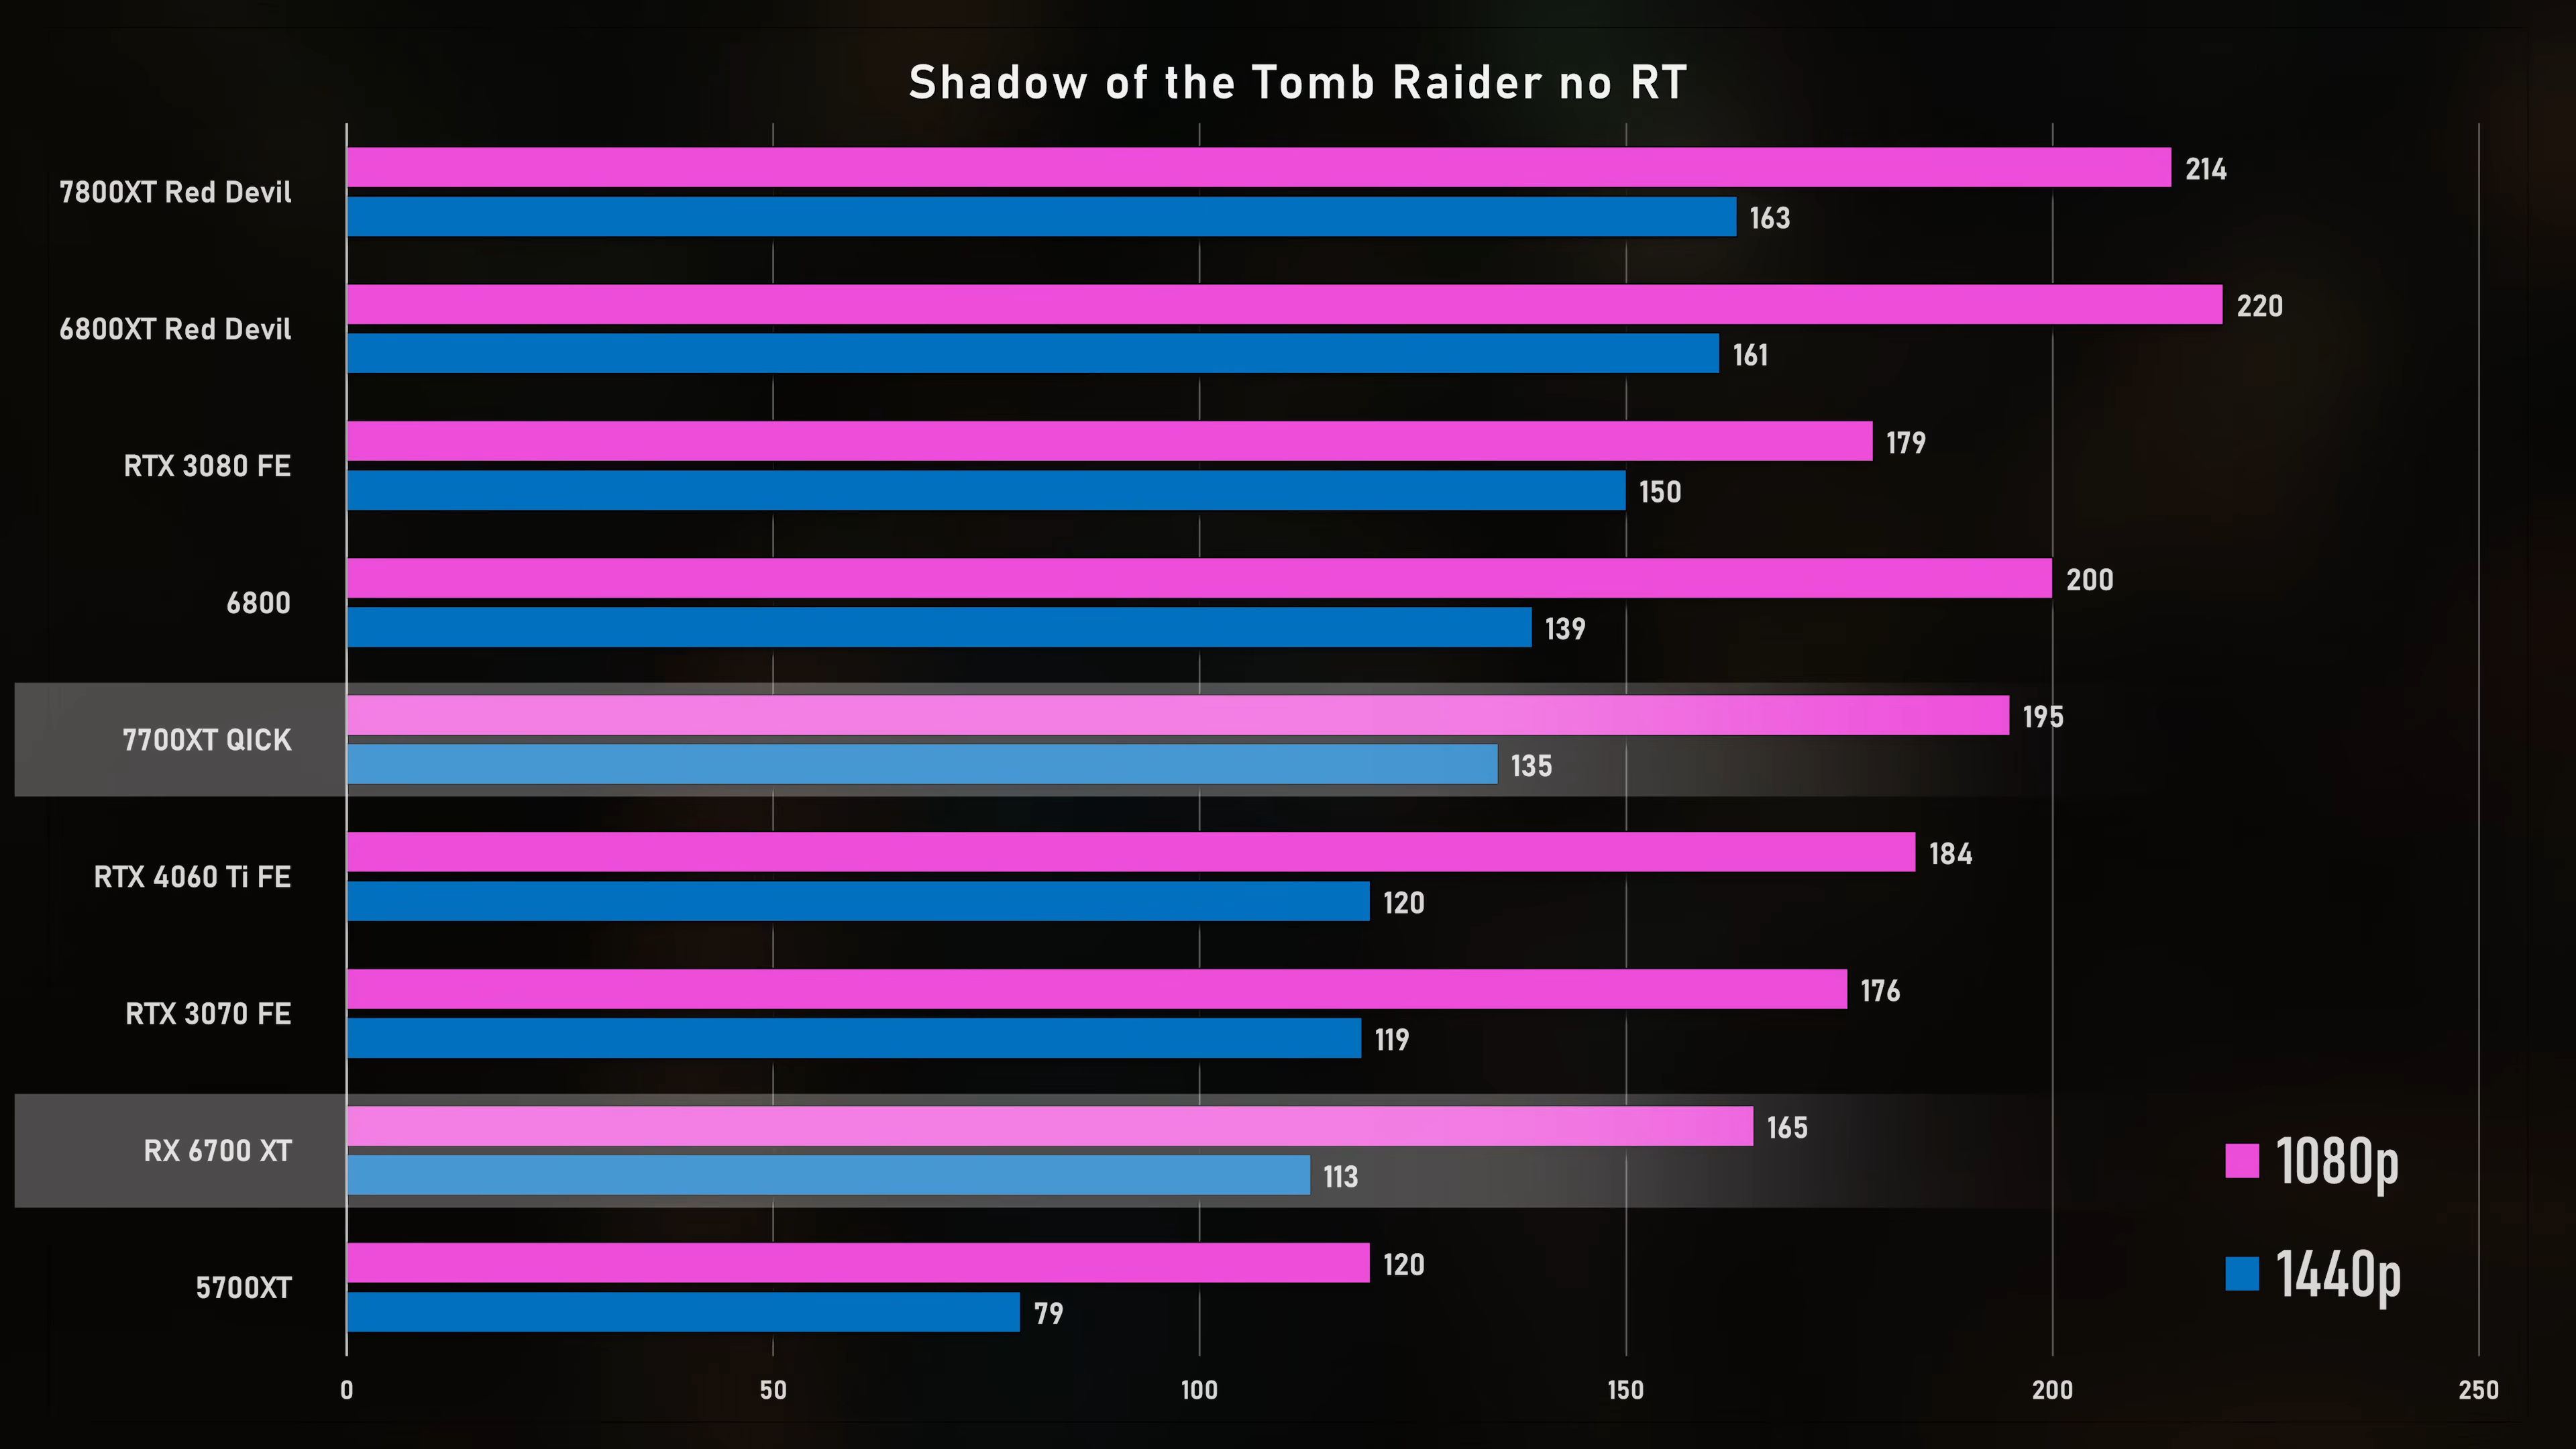 Shadow of the Tomb Raider no RT
7800XT Red Devil
214
163
6800XT Red Devil
220
161
RTX 3080 FE
179
150
6800
200
139
7700XT QICK
195
135
RTX 4060 Ti FE
184
120
RTX 3070 FE
176
119
RX 6700 XT
165
113
5700XT
120
79
1080p
1440p
0 50 100 150 200 250